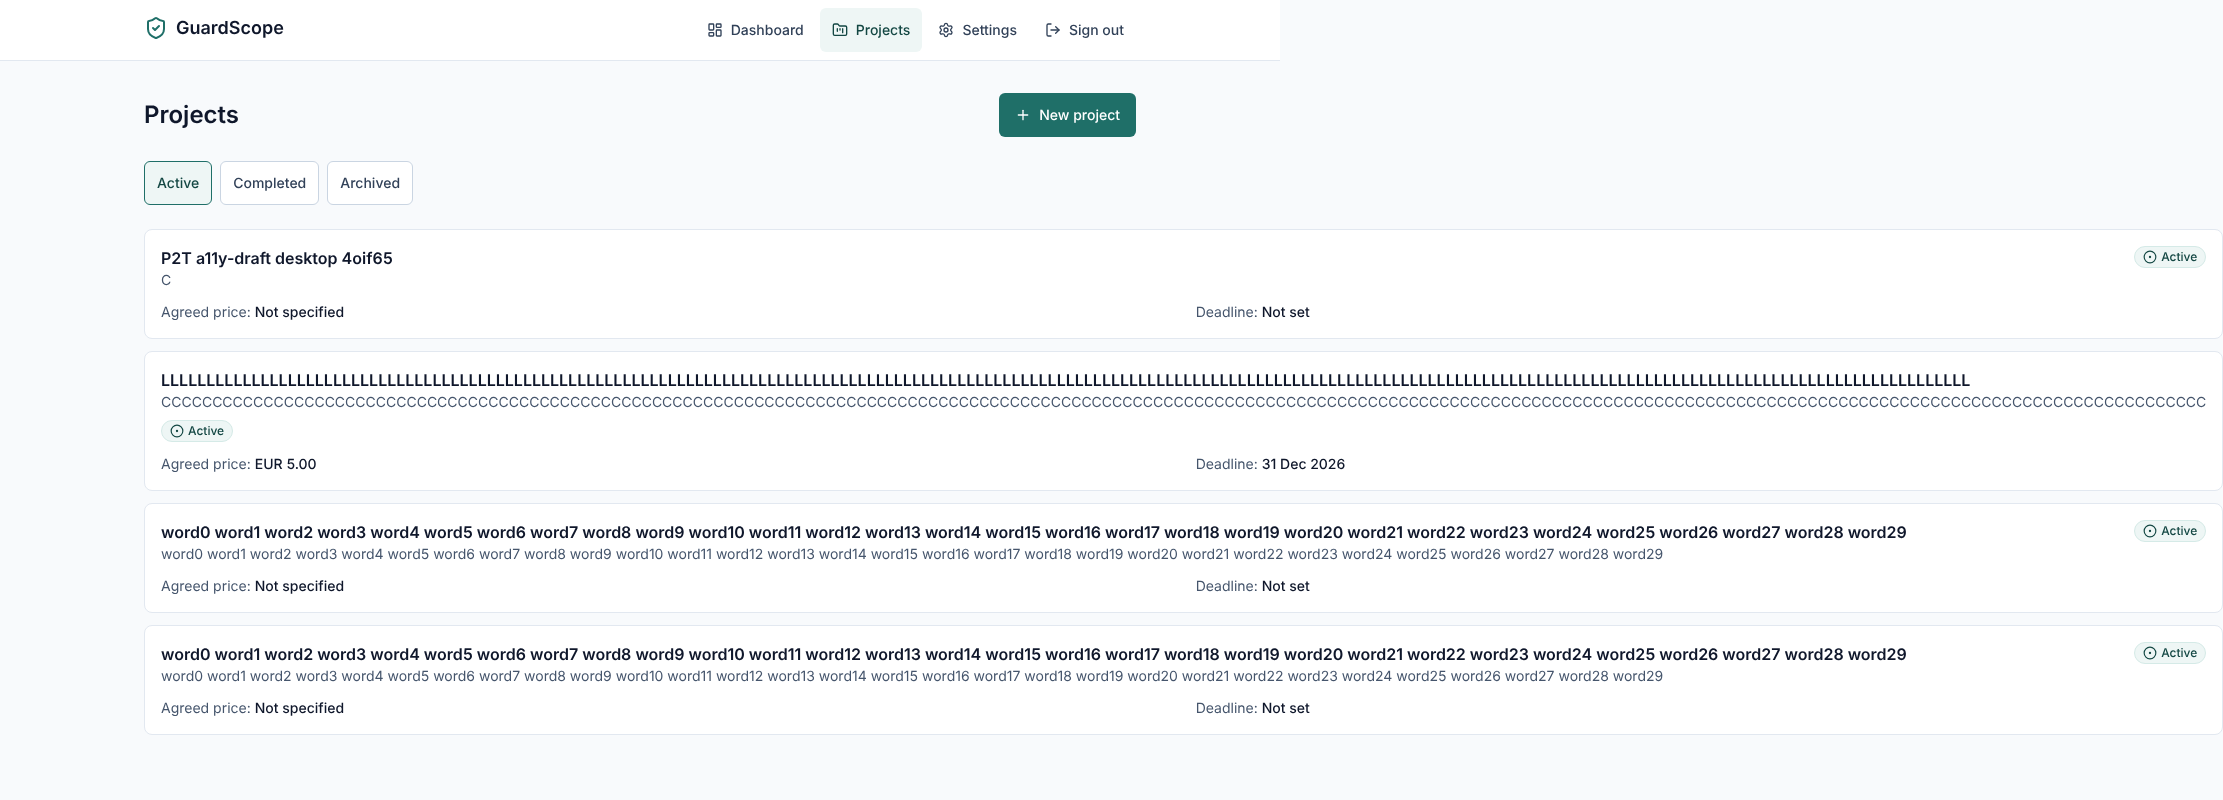 GuardScope
Dashboard
Projects
Settings
Sign out
Projects
New project
Active
Completed
Archived
P2T a11y-draft desktop 4oif65
Active
C
Agreed price: Not specified
Deadline: Not set
Active
Agreed price: EUR 5.00
Deadline: 31 Dec 2026
word0 word1 word2 word3 word4 word5 word6 word7 word8 word9 word10 word11 word12 word13 word14 word15 word16 word17 word18 word19 word20 word21 word22 word23 word24 word25 word26 word27 word28 word29
Active
word0 word1 word2 word3 word4 word5 word6 word7 word8 word9 word10 word11 word12 word13 word14 word15 word16 word17 word18 word19 word20 word21 word22 word23 word24 word25 word26 word27 word28 word29
Agreed price: Not specified
Deadline: Not set
word0 word1 word2 word3 word4 word5 word6 word7 word8 word9 word10 word11 word12 word13 word14 word15 word16 word17 word18 word19 word20 word21 word22 word23 word24 word25 word26 word27 word28 word29
Active
word0 word1 word2 word3 word4 word5 word6 word7 word8 word9 word10 word11 word12 word13 word14 word15 word16 word17 word18 word19 word20 word21 word22 word23 word24 word25 word26 word27 word28 word29
Agreed price: Not specified
Deadline: Not set